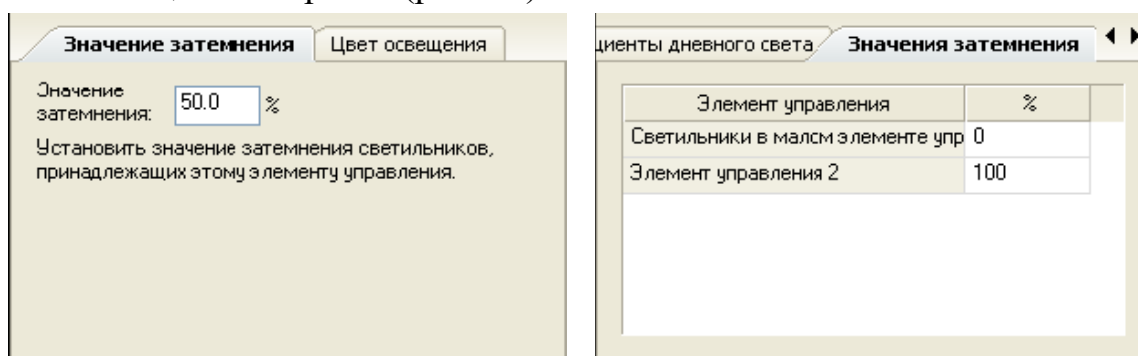 Значение затемнения Цвет освещения
Значение
затемнения: 50.0 %
Установить значение затемнения светильников,
принадлежащих этому элементу управления.
циенты дневного света Значения затемнения
Элемент управления %
Светильники в малсм элементе упр 0
Элемент управления 2 100